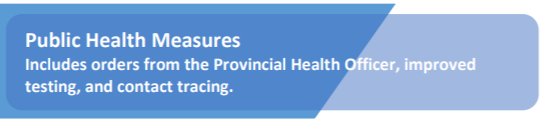 Public Health Measures
Includes orders from the Provincial Health Officer, improved
testing, and contact tracing.